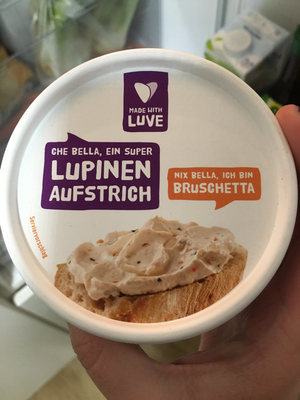 MADE WITH
LUVE
CHE BELLA, EIN SUPER
LUPINEN
AUFSTRICH
NIX BELLA, ICH BIN
BRUSCHETTA
Serviervorschlag